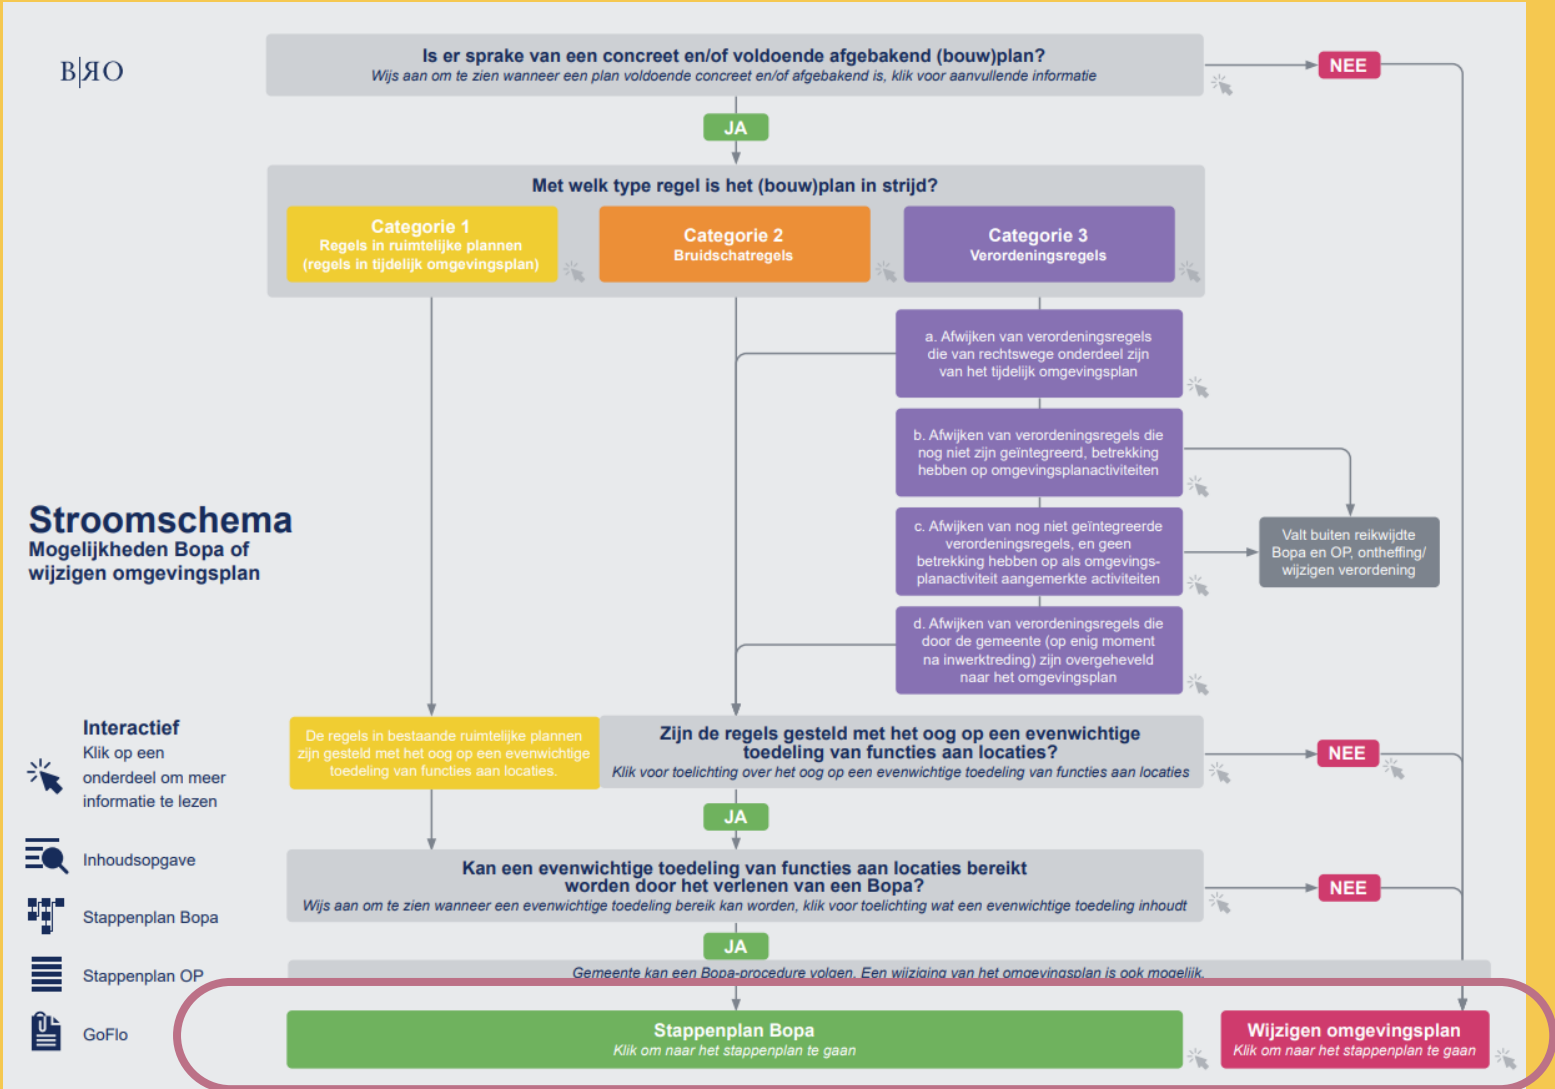 BRO
Is er sprake van een concreet en/of voldoende afgebakend (bouw)plan?
Wijs aan om te zien wanneer een plan voldoende concreet en/of afgebakend is, klik voor aanvullende informatie
NEE
JA
Met welk type regel is het (bouw)plan in strijd?
Categorie 1
Regels in ruimtelijke plannen
(regels in tijdelijk omgevingsplan)
Categorie 2
Bruidschatregels
Categorie 3
Verordeningsregels
a. Afwijken van verordeningsregels
die van rechtswege onderdeel zijn
van het tijdelijk omgevingsplan
b. Afwijken van verordeningsregels die
nog niet zijn geïntegreerd, betrekking
hebben op omgevingsplanactiviteiten
c. Afwijken van nog niet geïntegreerde
verordeningsregels, en geen
betrekking hebben op als omgevings-
planactiviteit aangemerkte activiteiten
Valt buiten reikwijdte
Bopa en OP, ontheffing/
wijzigen verordening
d. Afwijken van verordeningsregels die
door de gemeente (op enig moment
na inwerktreding) zijn overgeheveld
naar het omgevingsplan
Stroomschema
Mogelijkheden Bopa of
wijzigen omgevingsplan
De regels in bestaande ruimtelijke plannen
zijn gesteld met het oog op een evenwichtige
toedeling van functies aan locaties.
Zijn de regels gesteld met het oog op een evenwichtige
toedeling van functies aan locaties?
Klik voor toelichting over het oog op een evenwichtige toedeling van functies aan locaties
NEE
JA
Kan een evenwichtige toedeling van functies aan locaties bereikt
worden door het verlenen van een Bopa?
Wijs aan om te zien wanneer een evenwichtige toedeling bereik kan worden, klik voor toelichting wat een evenwichtige toedeling inhoudt
NEE
JA
Gemeente kan een Bopa-procedure volgen. Een wijziging van het omgevingsplan is ook mogelijk.
Stappenplan Bopa
Klik om naar het stappenplan te gaan
Wijzigen omgevingsplan
Klik om naar het stappenplan te gaan
Interactief
Klik op een
onderdeel om meer
informatie te lezen
Inhoudsopgave
Stappenplan Bopa
Stappenplan OP
GoFlo